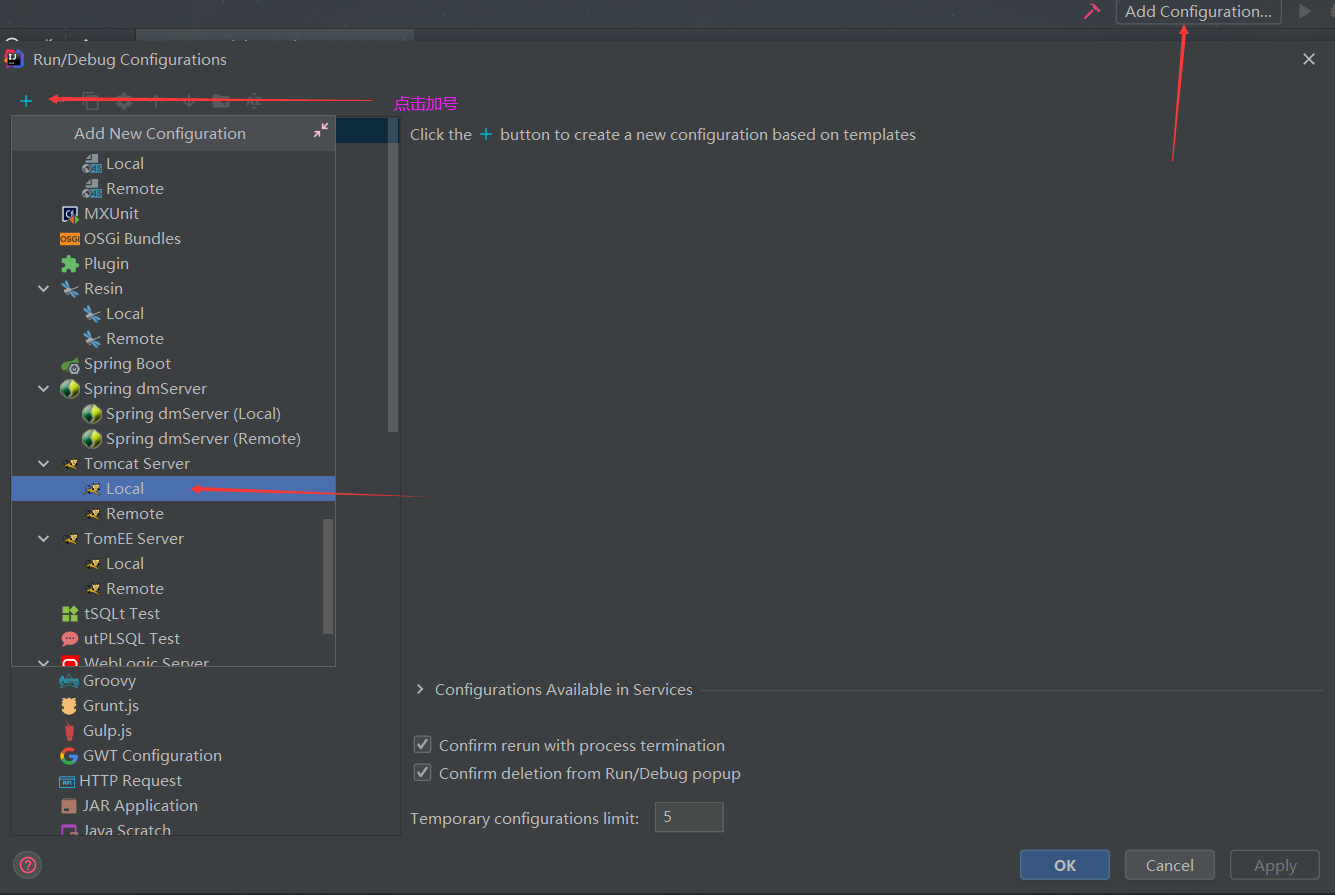 Add Configuration...
Run/Debug Configurations
点击加号
Add New Configuration
Click the + button to create a new configuration based on templates
Local
Remote
MXUnit
OSGi Bundles
Plugin
Resin
Local
Remote
Spring Boot
Spring dmServer
Spring dmServer (Local)
Spring dmServer (Remote)
Tomcat Server
Local
Remote
TomEE Server
Local
Remote
tSQLt Test
utPLSQL Test
WebLogic Server
Groovy
Grunt.js
Gulp.js
GWT Configuration
HTTP Request
JAR Application
Java Scratch
Configurations Available in Services
Confirm rerun with process termination
Confirm deletion from Run/Debug popup
Temporary configurations limit: 5
OK Cancel Apply